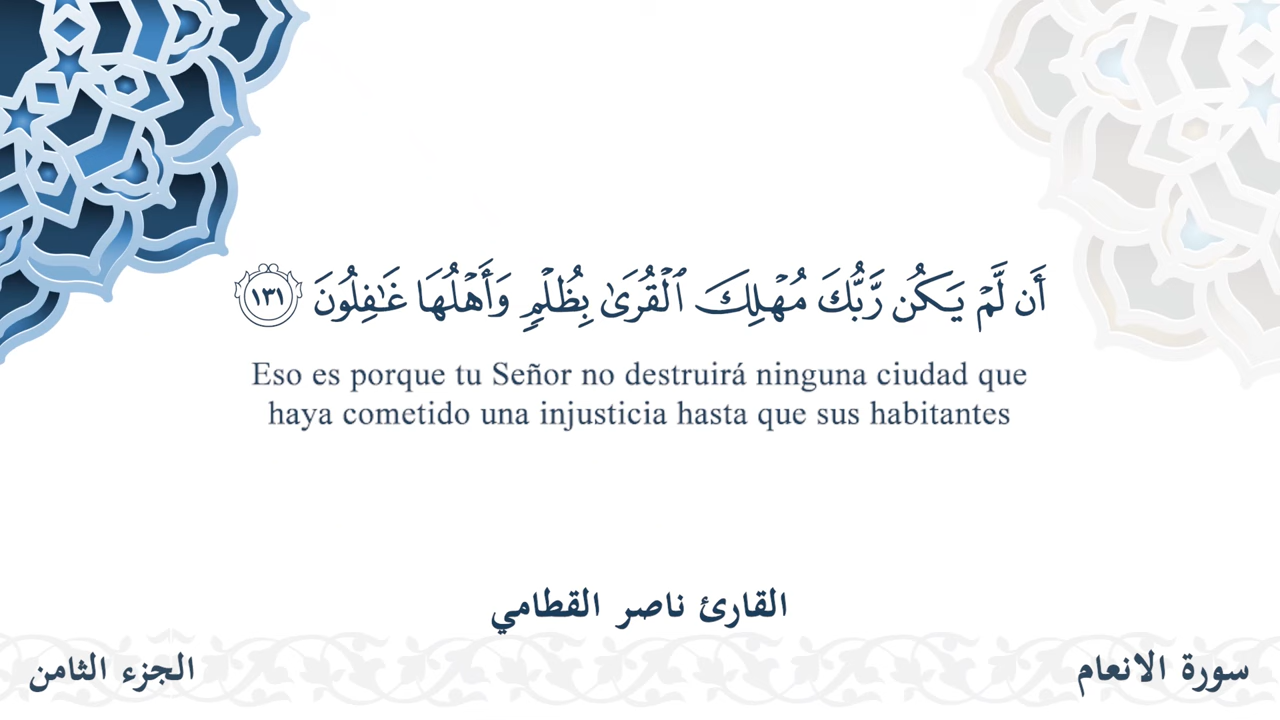 أَن لَّمْ يَكُن رَّبُّكَ مُهْلِكَ ٱلْقُرَىٰ بِظُلْمٍ وَأَهْلُهَا غَـٰفِلُونَ ١٣١
Eso es porque tu Señor no destruirá ninguna ciudad que
haya cometido una injusticia hasta que sus habitantes
القارئ ناصر القطامي
سورة الانعام
الجزء الثامن